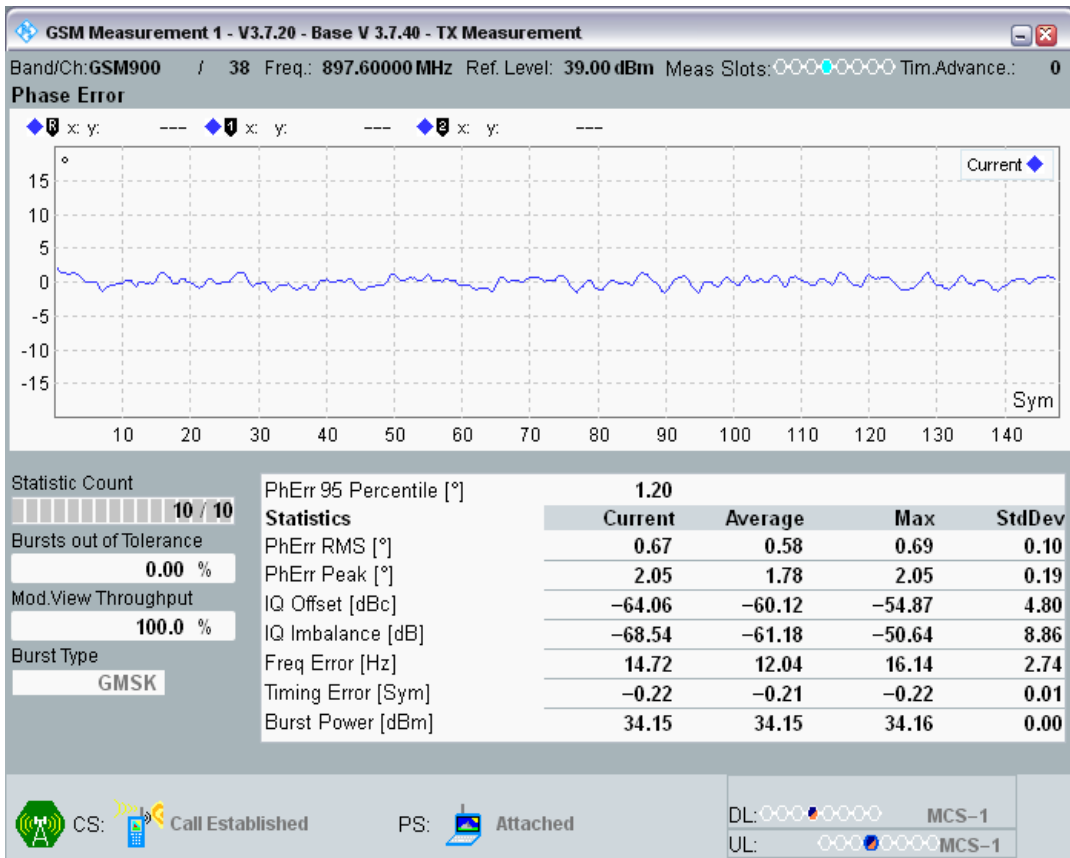 GSM Measurement 1 - V3.7.20 - Base V 3.7.40 - TX Measurement
Band/Ch:GSM900 / 38 Freq.: 897.60000 MHz Ref. Level: 39.00 dBm Meas Slots: Tim.Advance.: 0
Phase Error
R x: y: --- 1 x: y: --- 2 x: y: ---
°
Current
15
10
5
0
-5
-10
-15
Sym
10 20 30 40 50 60 70 80 90 100 110 120 130 140
Statistic Count
10 / 10
Bursts out of Tolerance
0.00 %
Mod.View Throughput
100.0 %
Burst Type
GMSK
PhErr 95 Percentile [°] 1.20
Statistics Current Average Max StdDev
PhErr RMS [°] 0.67 0.58 0.69 0.10
PhErr Peak [°] 2.05 1.78 2.05 0.19
IQ Offset [dBc] −64.06 −60.12 −54.87 4.80
IQ Imbalance [dB] −68.54 −61.18 −50.64 8.86
Freq Error [Hz] 14.72 12.04 16.14 2.74
Timing Error [Sym] −0.22 −0.21 −0.22 0.01
Burst Power [dBm] 34.15 34.15 34.16 0.00
CS: Call Established PS: Attached
DL: MCS−1
UL: MCS−1